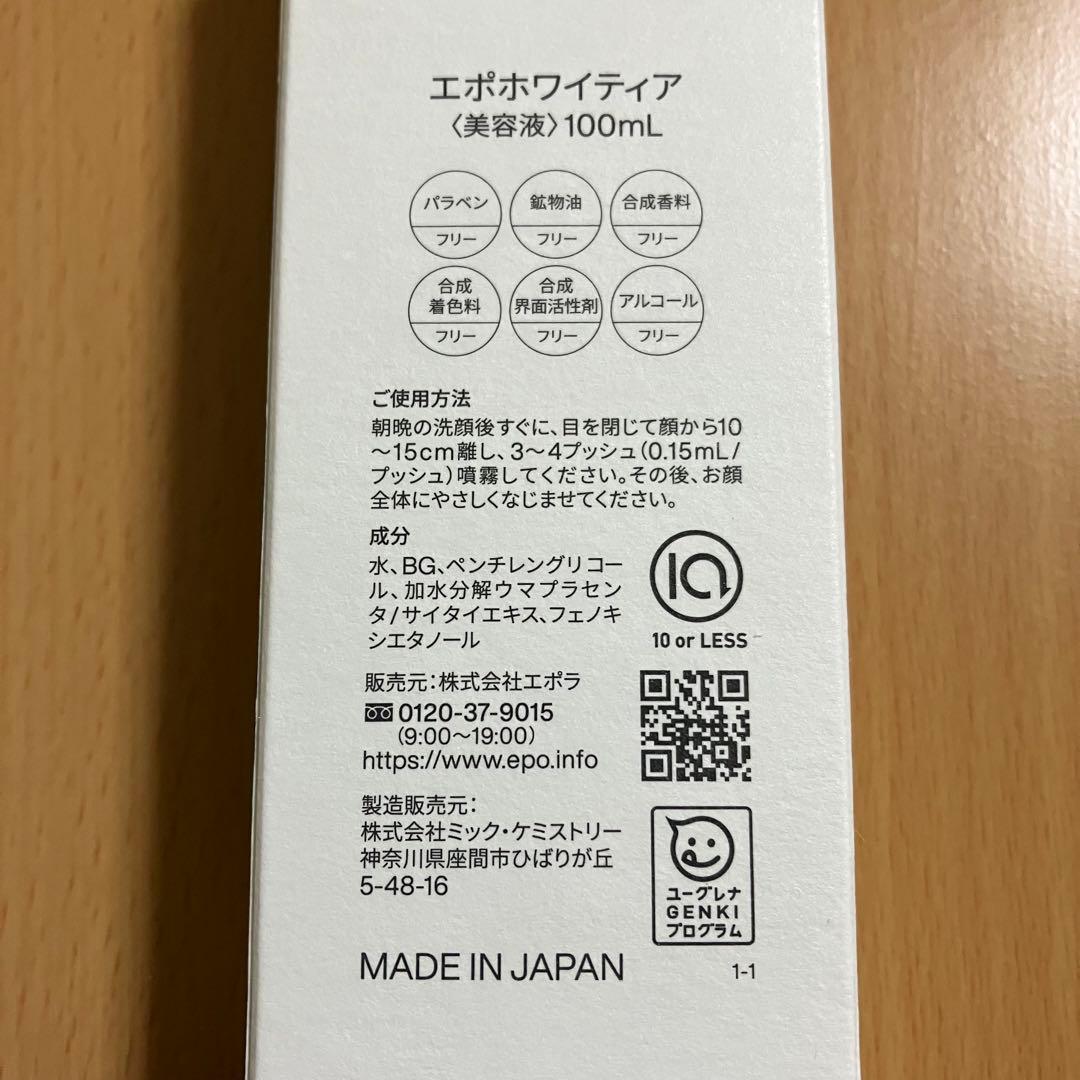 エポホワイティア
〈美容液〉100mL
パラベン
フリー
鉱物油
フリー
合成香料
フリー
合成
着色料
フリー
合成
界面活性剤
フリー
アルコール
フリー
ご使用方法
朝晩の洗顔後すぐに、目を閉じて顔から10
～15cm離し、3～4プッシュ(0.15mL/
プッシュ)噴霧してください。その後、お顔
全体にやさしくなじませてください。
成分
水、BG、ペンチレングリコー
ル、加水分解ウマプラセン
タ/サイタイエキス、フェノキ
シエタノール
10
10 or LESS
販売元：株式会社エポラ
0120-37-9015
(9:00～19:00)
https://www.epo.info
製造販売元：
株式会社ミック・ケミストリー
神奈川県座間市ひばりが丘
5-48-16
ユーグレナ
GENKI
プログラム
MADE IN JAPAN
1-1